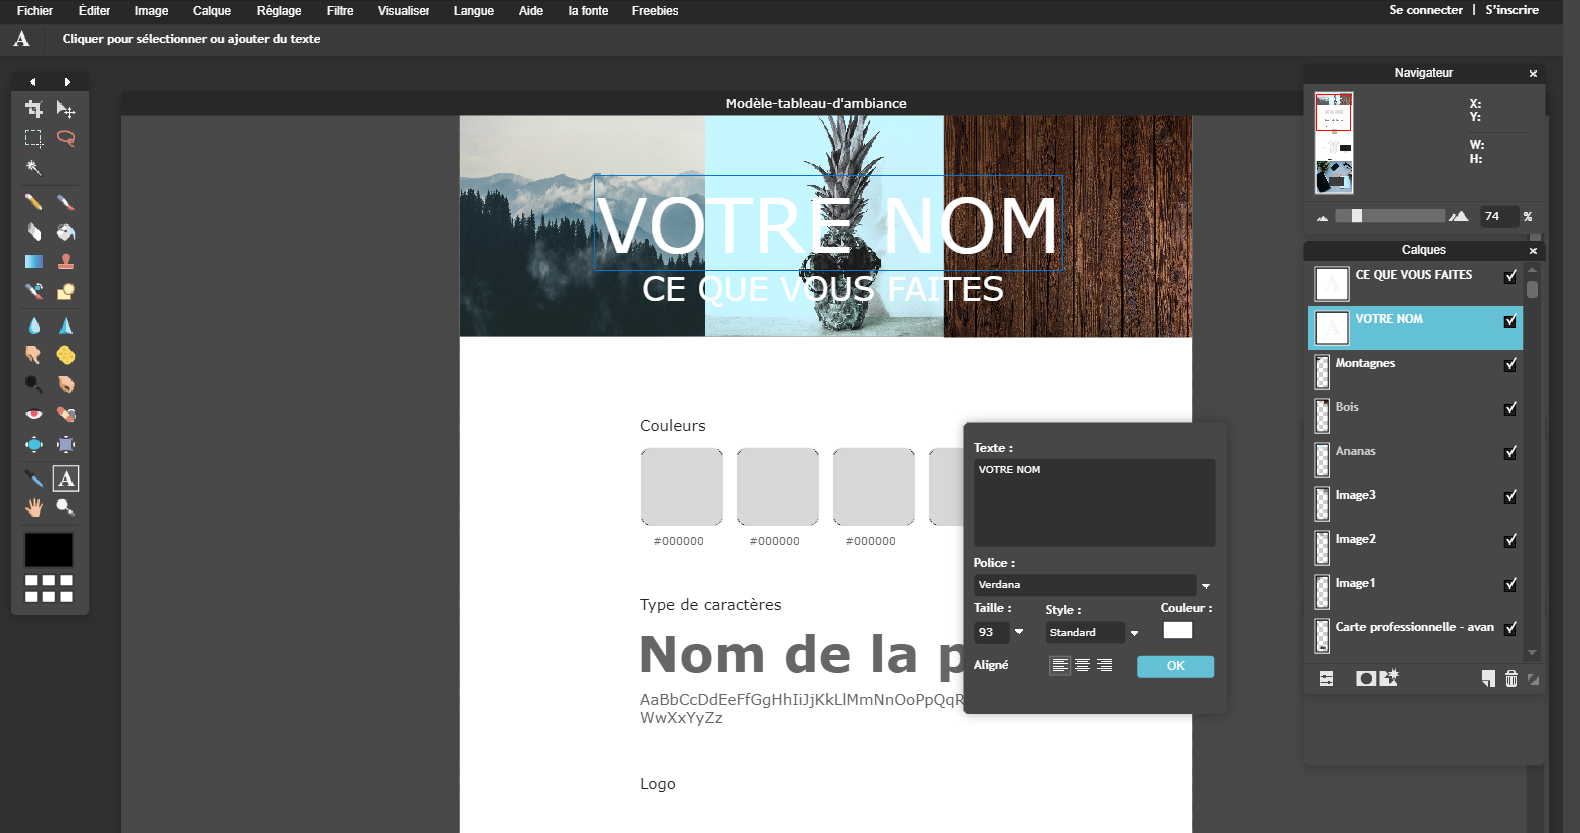 Fichier Éditer Image Calque Réglage Filtre Visualiser Langue Aide la fonte Freebies Se connecter | S'inscrire
A Cliquer pour sélectionner ou ajouter du texte
Modèle-tableau-d'ambiance
VOTRE NOM
CE QUE VOUS FAITES
Couleurs
#000000 #000000 #000000
Type de caractères
Nom de la p
AaBbCcDdEeFfGgHhIiJjKkLlMmNnOoPpQqR
WwXxYyZz
Logo
Texte :
VOTRE NOM
Police :
Verdana
Taille : Style : Couleur :
93 Standard
Aligné OK
Navigateur
X:
Y:
W:
H:
74 %
Calques
CE QUE VOUS FAITES
VOTRE NOM
Montagnes
Bois
Ananas
Image3
Image2
Image1
Carte professionnelle - avan